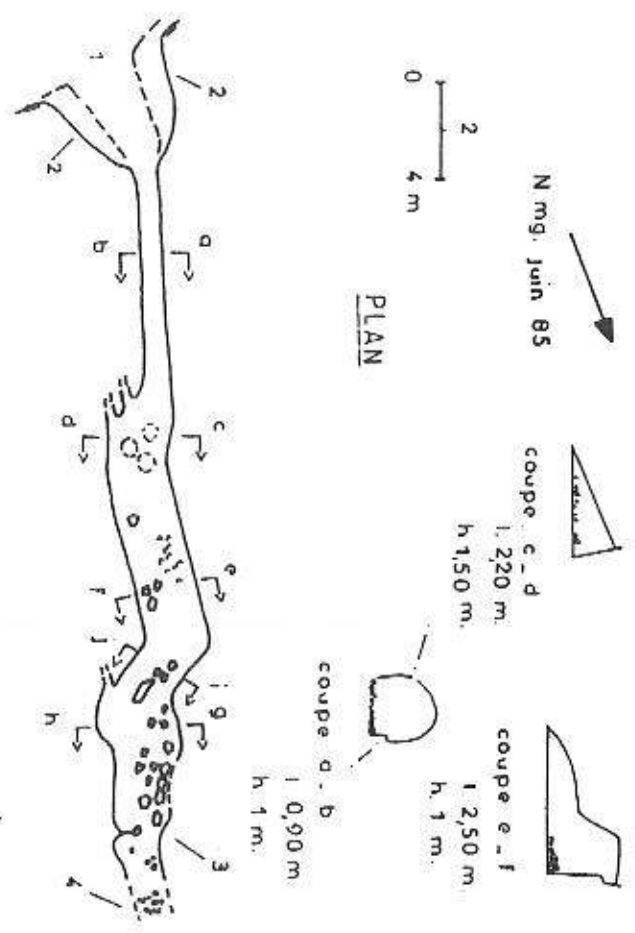 N mg. juin 85
0 2 4 m
PLAN
coupe c_d
l. 2,20 m.
h 1,50 m.
coupe e_f
l. 2,50 m.
h. 1 m.
coupe a_b
l 0,90 m
h. 1 m.
1
2
2
a
b
c
d
e
f
j
i
g
h
3
4